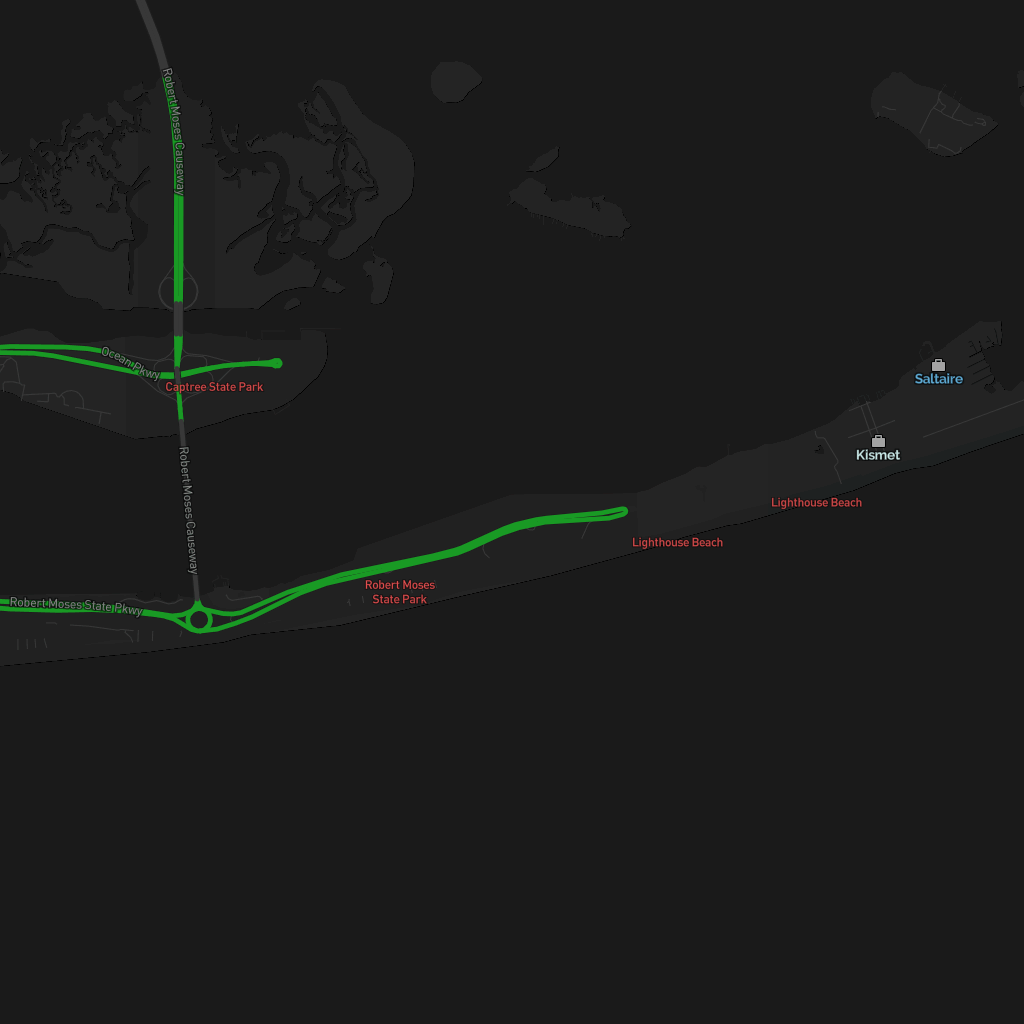 Robert Moses Causeway
Ocean Pkwy
Captree State Park
Saltaire
Kismet
Robert Moses Causeway
Lighthouse Beach
Lighthouse Beach
Robert Moses
State Park
Robert Moses State Pkwy